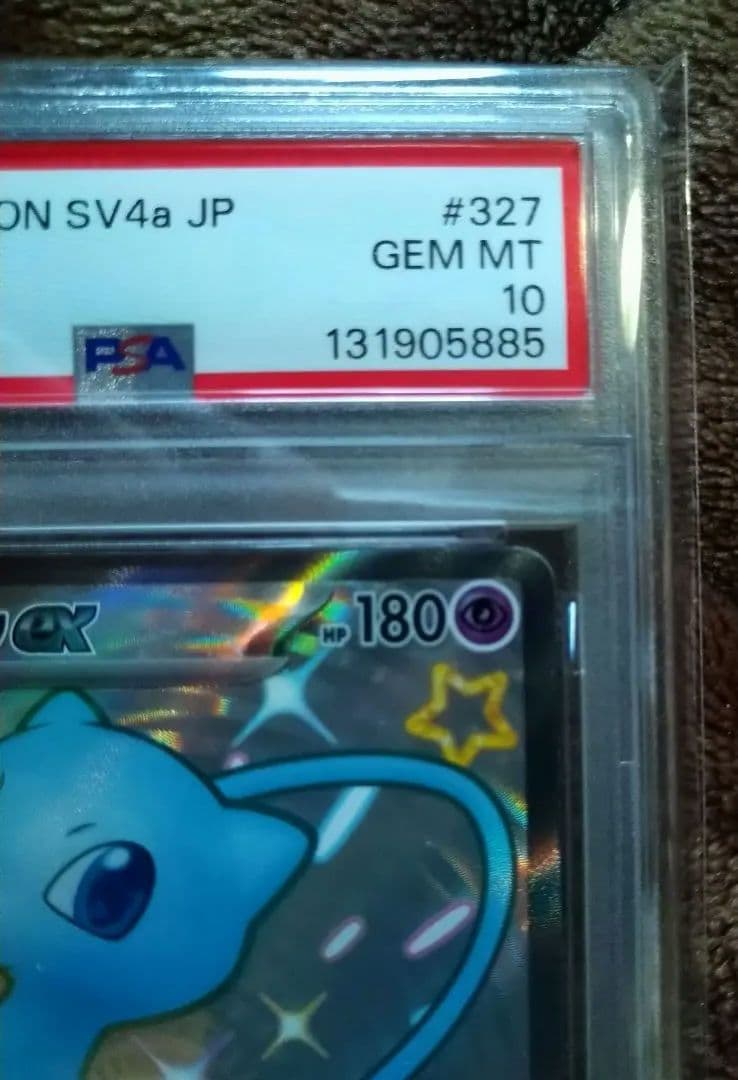 ON SV4a JP
#327
GEM MT
10
PSA
131905885
ex
HP 180